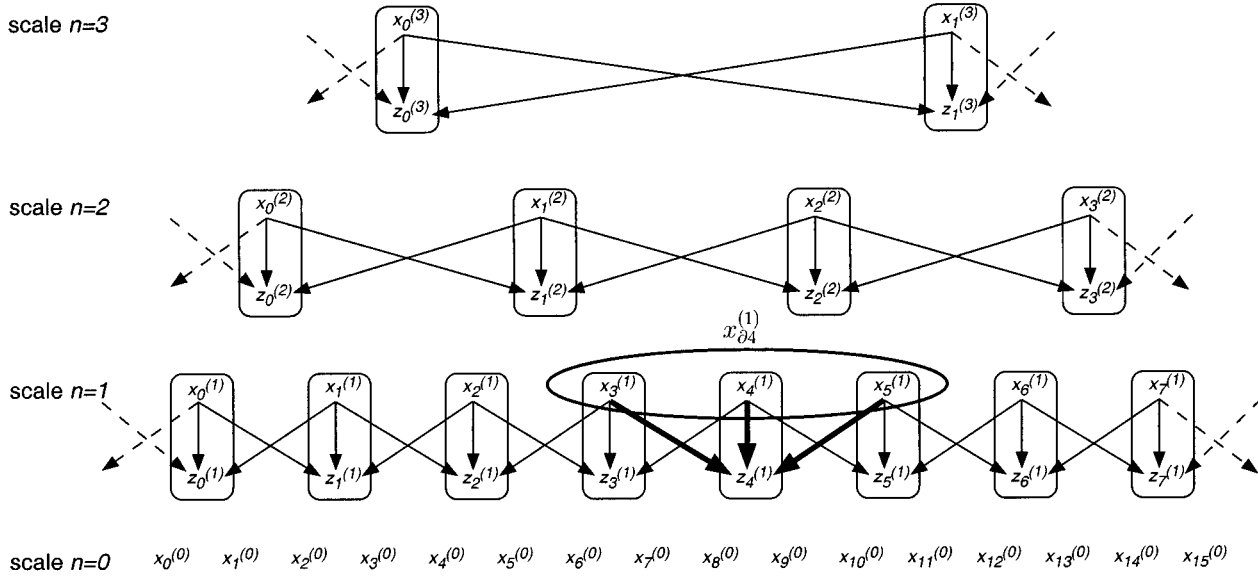 scale n=3
x₀⁽³⁾ x₁⁽³⁾
z₀⁽³⁾ z₁⁽³⁾
scale n=2
x₀⁽²⁾ x₁⁽²⁾ x₂⁽²⁾ x₃⁽²⁾
z₀⁽²⁾ z₁⁽²⁾ z₂⁽²⁾ z₃⁽²⁾
x_{∂4}^{(1)}
scale n=1
x₀⁽¹⁾ x₁⁽¹⁾ x₂⁽¹⁾ x₃⁽¹⁾ x₄⁽¹⁾ x₅⁽¹⁾ x₆⁽¹⁾ x₇⁽¹⁾
z₀⁽¹⁾ z₁⁽¹⁾ z₂⁽¹⁾ z₃⁽¹⁾ z₄⁽¹⁾ z₅⁽¹⁾ z₆⁽¹⁾ z₇⁽¹⁾
scale n=0
x₀⁽⁰⁾ x₁⁽⁰⁾ x₂⁽⁰⁾ x₃⁽⁰⁾ x₄⁽⁰⁾ x₅⁽⁰⁾ x₆⁽⁰⁾ x₇⁽⁰⁾ x₈⁽⁰⁾ x₉⁽⁰⁾ x₁₀⁽⁰⁾ x₁₁⁽⁰⁾ x₁₂⁽⁰⁾ x₁₃⁽⁰⁾ x₁₄⁽⁰⁾ x₁₅⁽⁰⁾